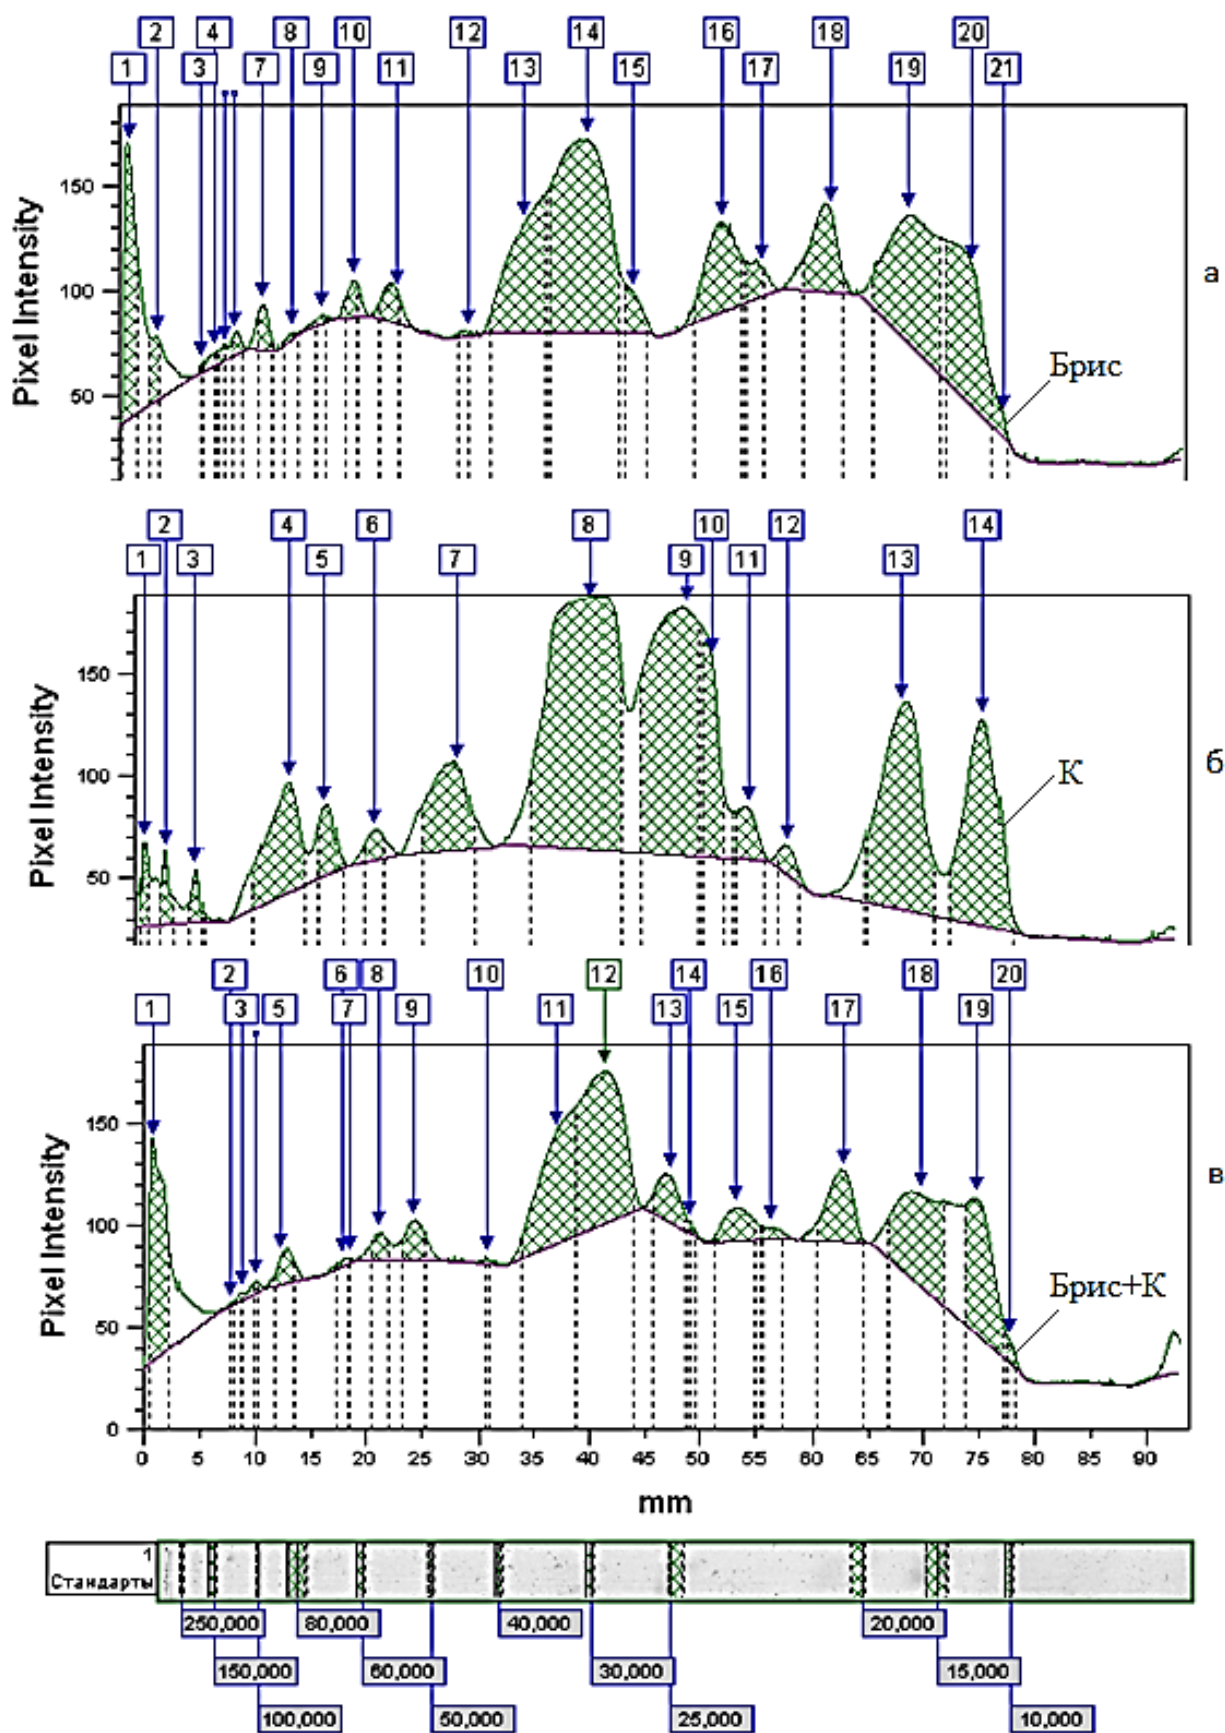 2 4 8 10 12 14 16 18 20
1 3 7 9 11 13 15 17 19 21
150
100
50
Pixel Intensity
а
Брис
2 4 6 8 10 12 14
1 3 5 7 9 11 13
150
100
50
Pixel Intensity
б
К
2 6 8 10 12 14 16 18 20
1 3 5 7 9 11 13 15 17 19
150
100
50
0
Pixel Intensity
в
Брис+К
0 5 10 15 20 25 30 35 40 45 50 55 60 65 70 75 80 85 90
mm
1
Стандарты
250,000 80,000 40,000 20,000
150,000 60,000 30,000 15,000
100,000 50,000 25,000 10,000